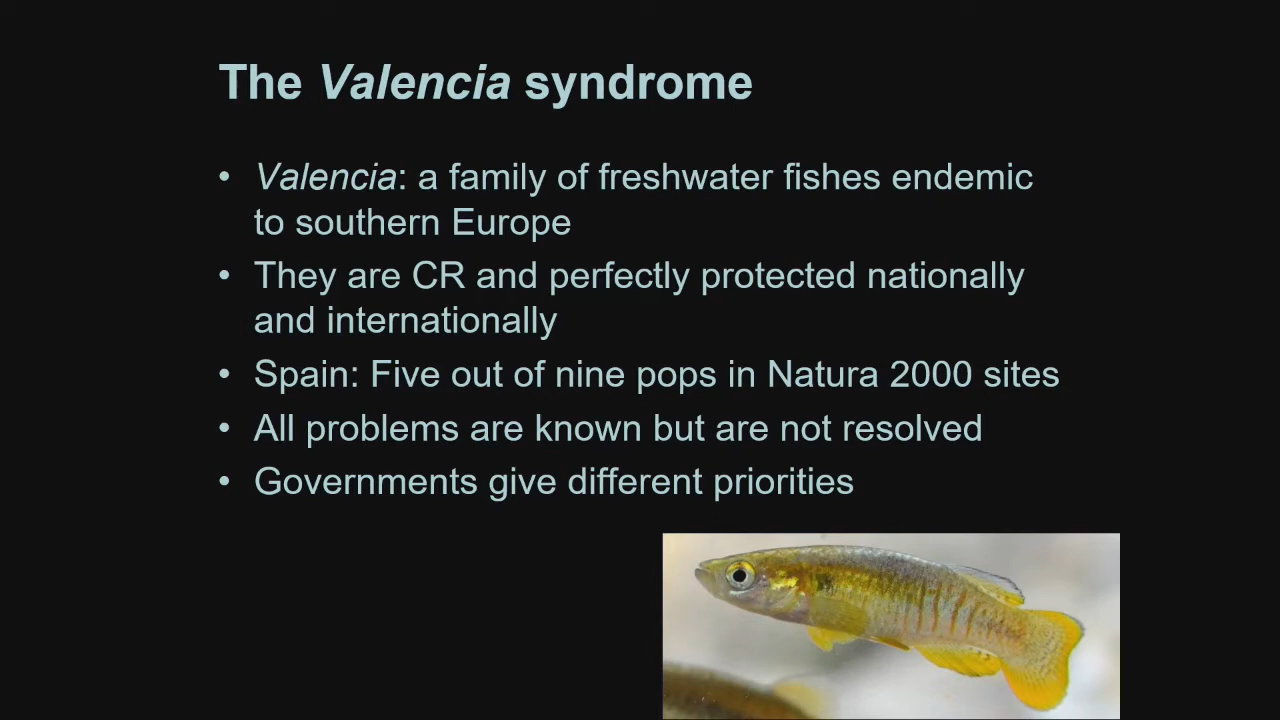 The Valencia syndrome
• Valencia: a family of freshwater fishes endemic
to southern Europe
• They are CR and perfectly protected nationally
and internationally
• Spain: Five out of nine pops in Natura 2000 sites
• All problems are known but are not resolved
• Governments give different priorities